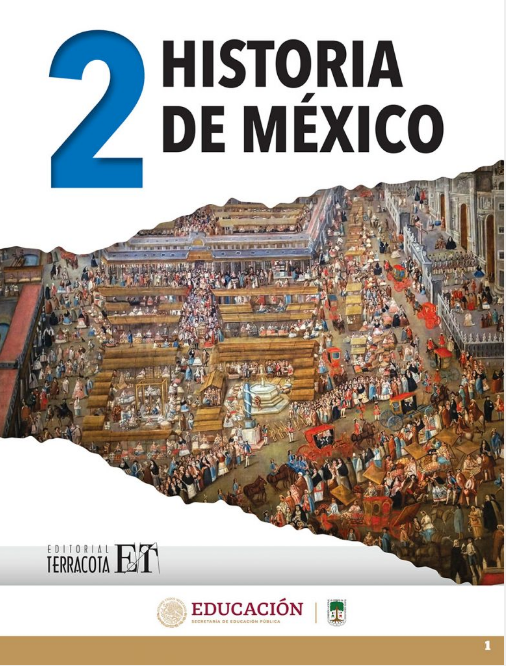 2
HISTORIA
DE MÉXICO
EDITORIAL
TERRACOTA ET
EDUCACIÓN
SECRETARÍA DE EDUCACIÓN PÚBLICA
1